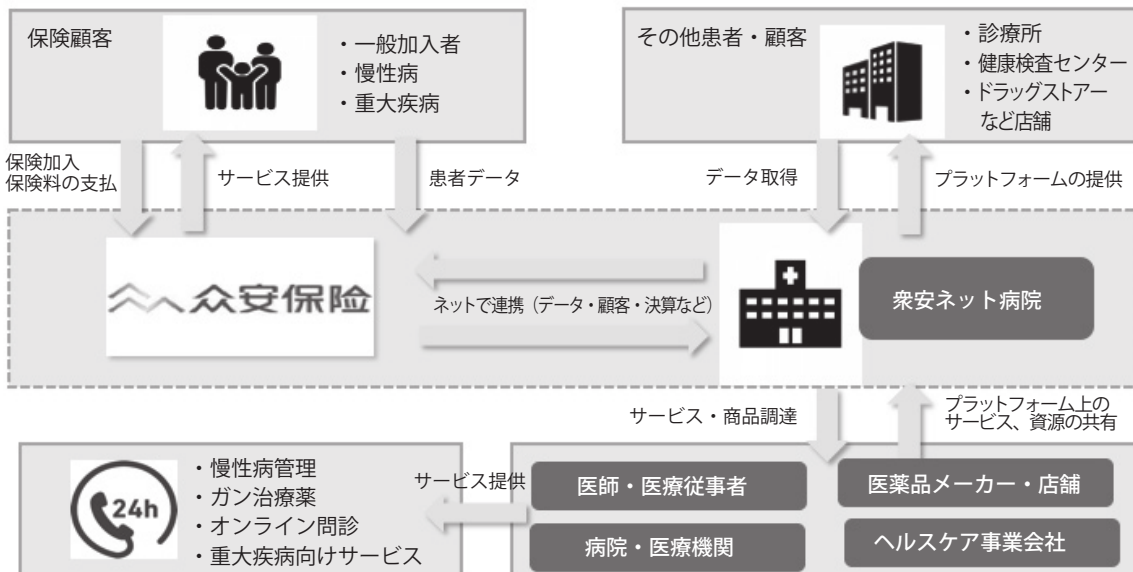 保険顧客
・一般加入者
・慢性病
・重大疾病
その他患者・顧客
・診療所
・健康検査センター
・ドラッグストアー
など店舗
保険加入
保険料の支払
サービス提供
患者データ
データ取得
プラットフォームの提供
众安保险
ネットで連携（データ・顧客・決算など）
衆安ネット病院
サービス・商品調達
プラットフォーム上の
サービス、資源の共有
24h
・慢性病管理
・ガン治療薬
・オンライン問診
・重大疾病向けサービス
サービス提供
医師・医療従事者
医薬品メーカー・店舗
病院・医療機関
ヘルスケア事業会社